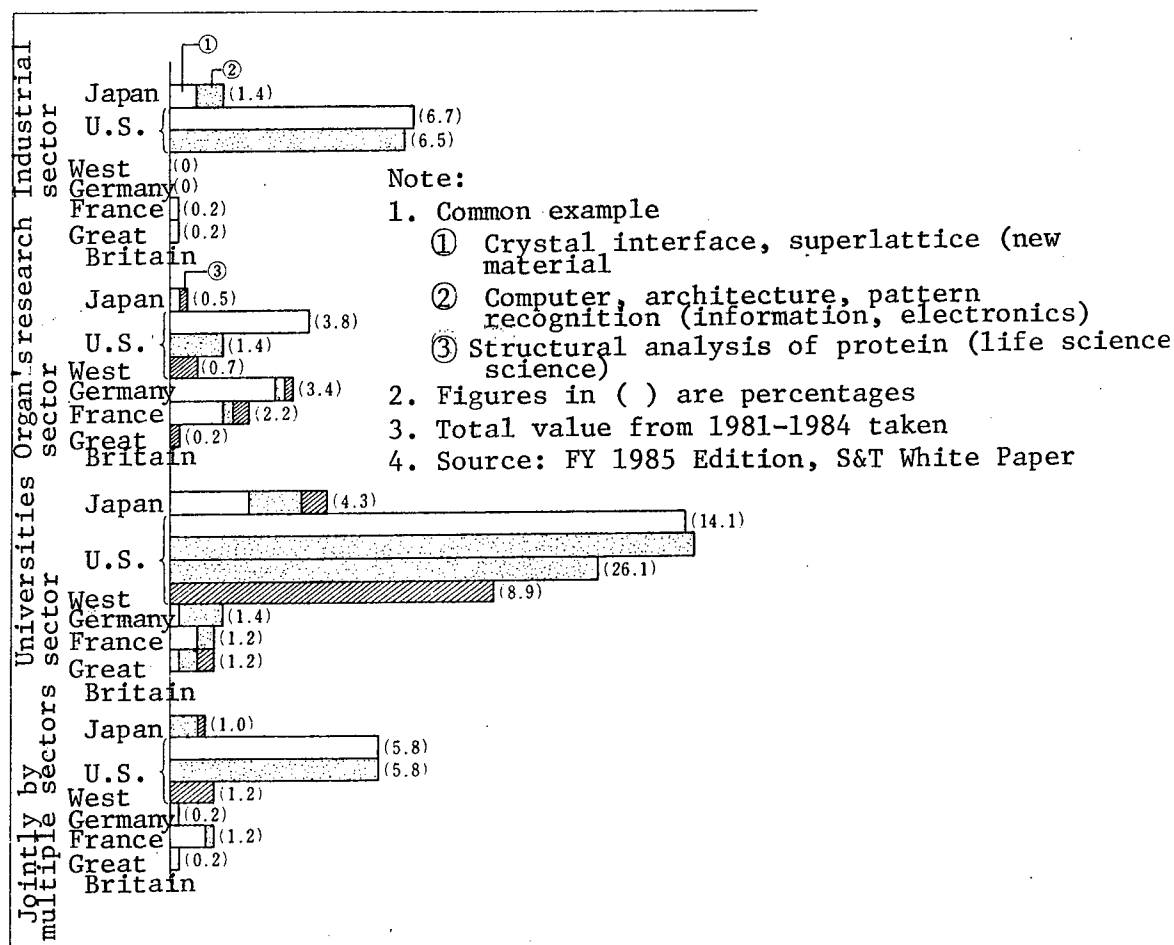 Industrial
sector
①
②
Japan (1.4)
U.S. (6.7)
(6.5)
West (0)
Germany (0)
France (0.2)
Great (0.2)
Britain
Organ's research
sector
③
Japan (0.5)
(3.8)
U.S. (1.4)
West (0.7)
Germany (3.4)
France (2.2)
Great (0.2)
Britain
Universities
sector
Japan (4.3)
(14.1)
U.S.
(26.1)
West (8.9)
Germany (1.4)
France (1.2)
Great (1.2)
Britain
Jointly by
multiple sectors
Japan (1.0)
(5.8)
U.S. (5.8)
West (1.2)
Germany (0.2)
France (1.2)
Great (0.2)
Britain
Note:
1. Common example
① Crystal interface, superlattice (new
material
② Computer, architecture, pattern
recognition (information, electronics)
③ Structural analysis of protein (life science
science)
2. Figures in ( ) are percentages
3. Total value from 1981-1984 taken
4. Source: FY 1985 Edition, S&T White Paper